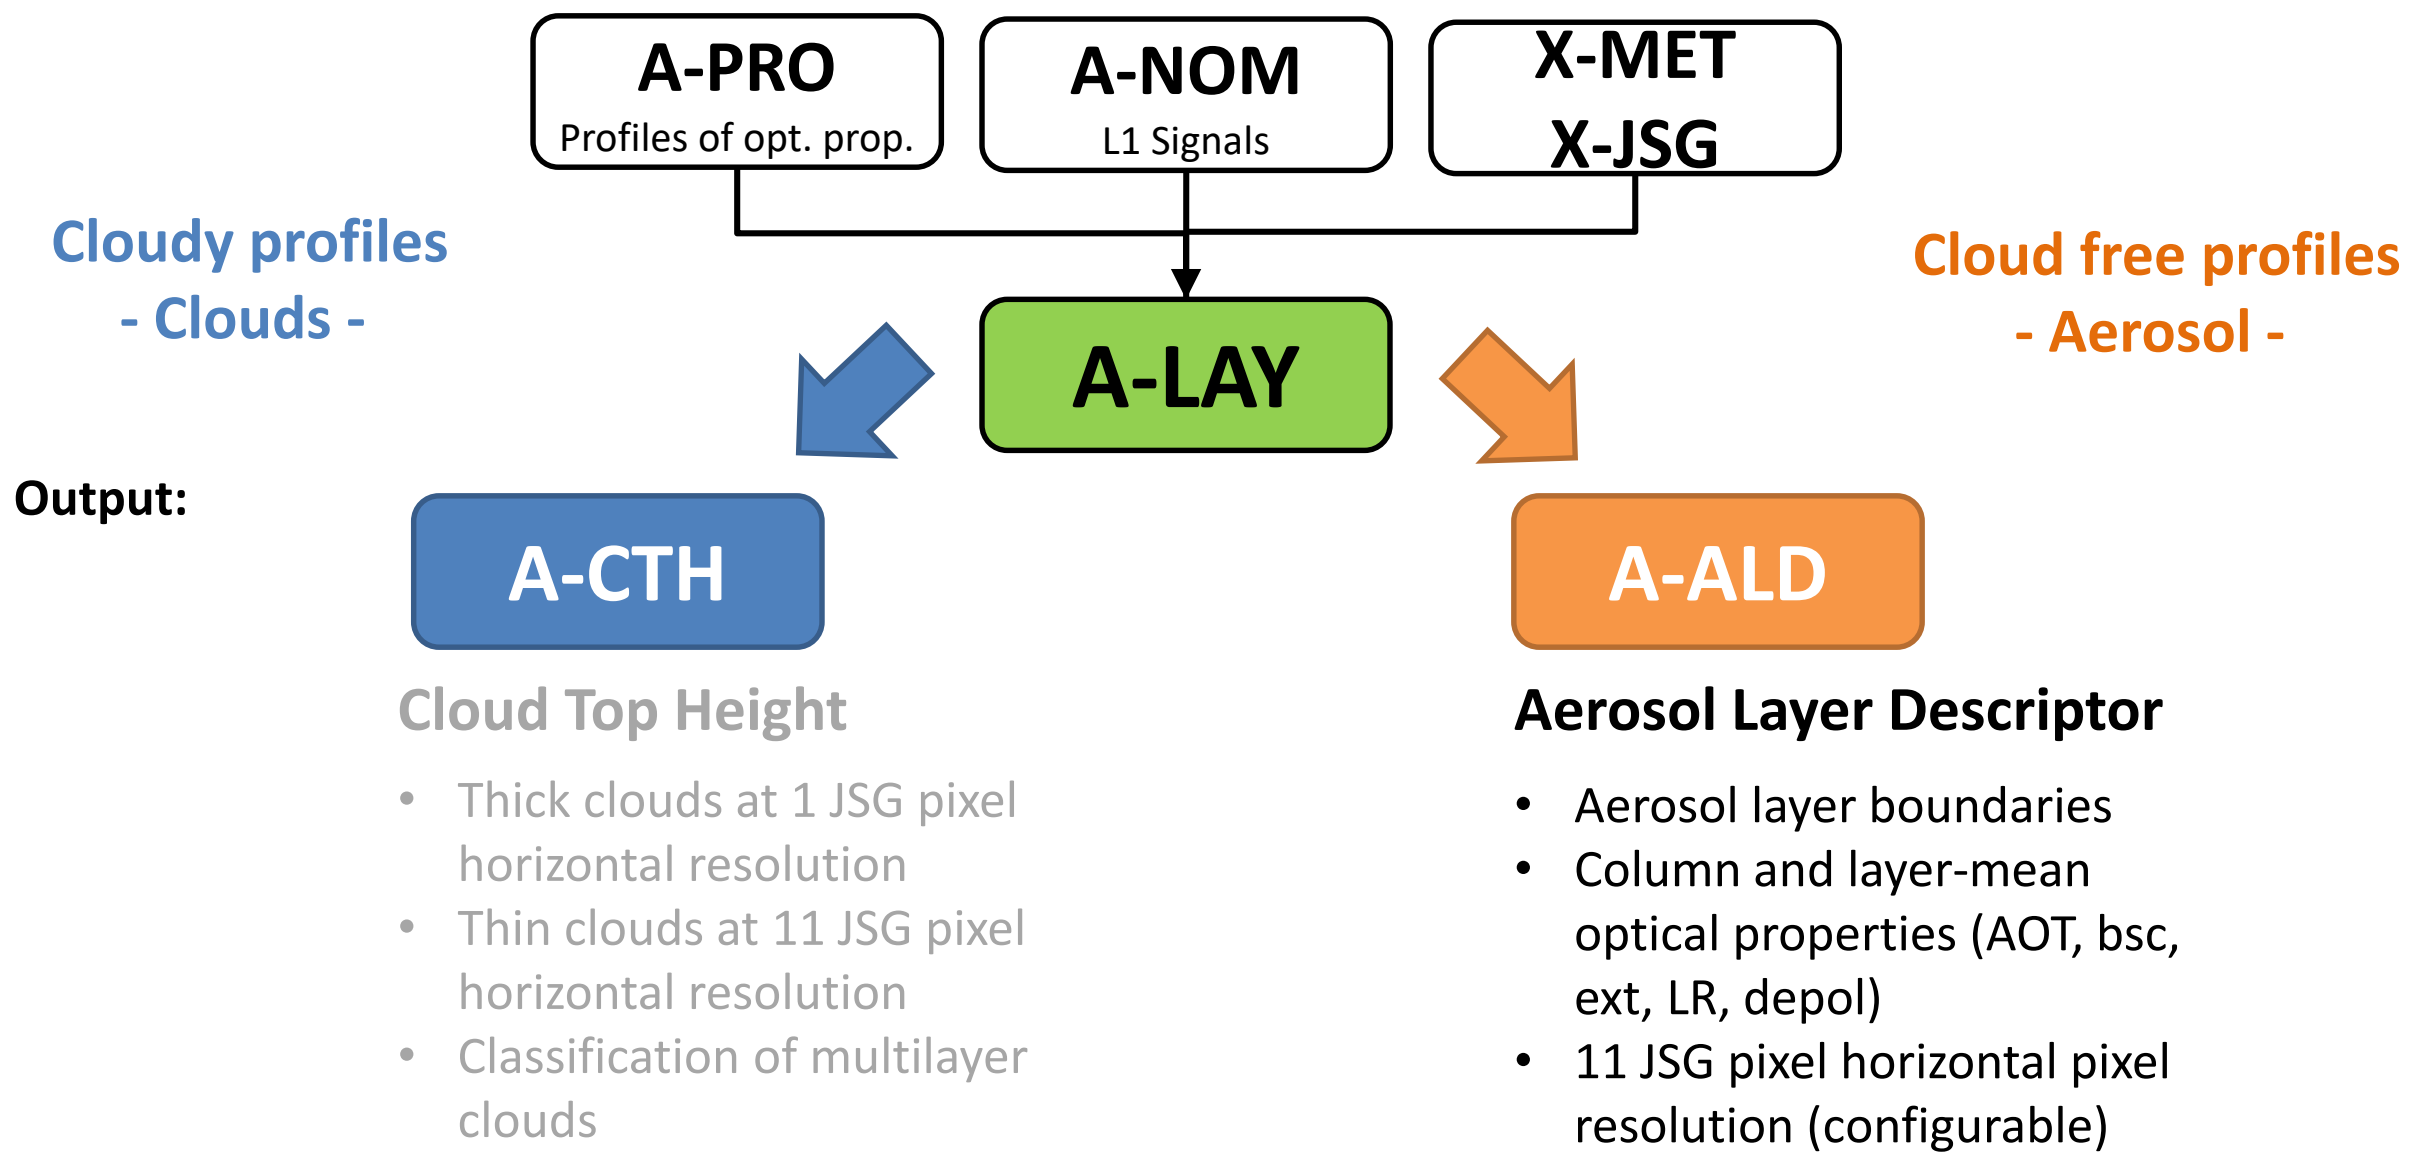 A-PRO
Profiles of opt. prop.
A-NOM
L1 Signals
X-MET
X-JSG
Cloudy profiles
- Clouds -
Cloud free profiles
- Aerosol -
A-LAY
Output:
A-CTH
A-ALD
Cloud Top Height
• Thick clouds at 1 JSG pixel
horizontal resolution
• Thin clouds at 11 JSG pixel
horizontal resolution
• Classification of multilayer
clouds
Aerosol Layer Descriptor
• Aerosol layer boundaries
• Column and layer-mean
optical properties (AOT, bsc,
ext, LR, depol)
• 11 JSG pixel horizontal pixel
resolution (configurable)